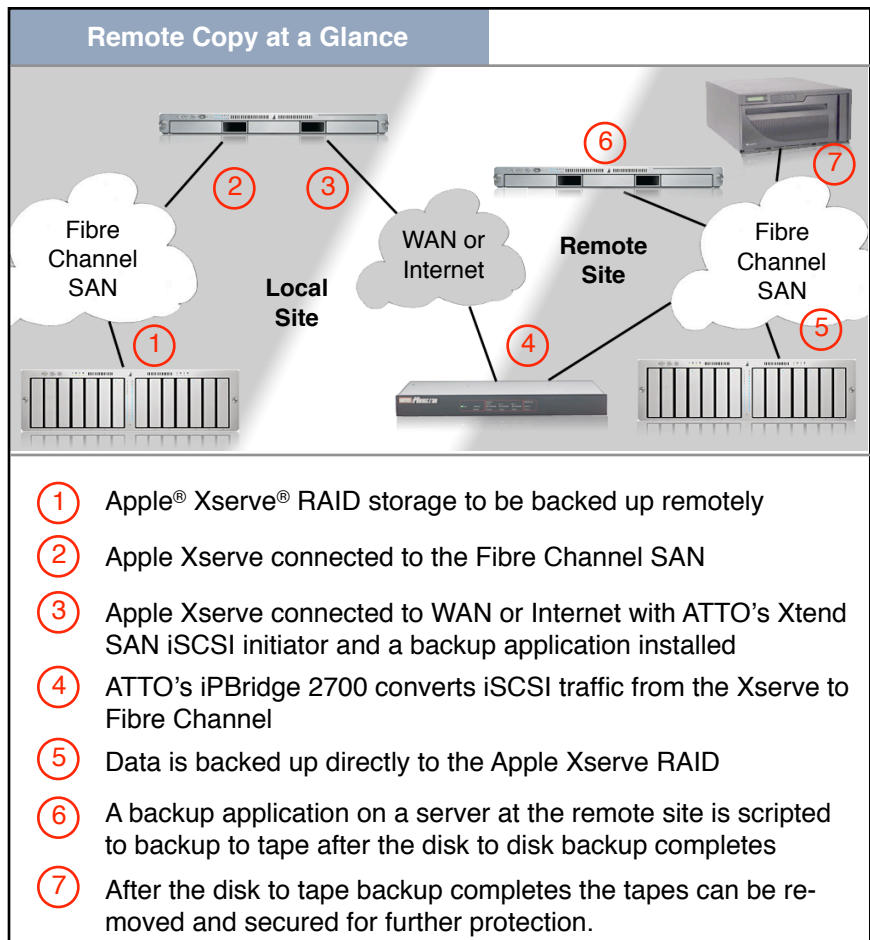 Remote Copy at a Glance
6
7
2
3
Fibre
Channel
SAN
WAN or
Internet
Remote
Site
Fibre
Channel
SAN
Local
Site
1
4
5
1 Apple® Xserve® RAID storage to be backed up remotely
2 Apple Xserve connected to the Fibre Channel SAN
3 Apple Xserve connected to WAN or Internet with ATTO's Xtend
SAN iSCSI initiator and a backup application installed
4 ATTO's iPBridge 2700 converts iSCSI traffic from the Xserve to
Fibre Channel
5 Data is backed up directly to the Apple Xserve RAID
6 A backup application on a server at the remote site is scripted
to backup to tape after the disk to disk backup completes
7 After the disk to tape backup completes the tapes can be re-
moved and secured for further protection.